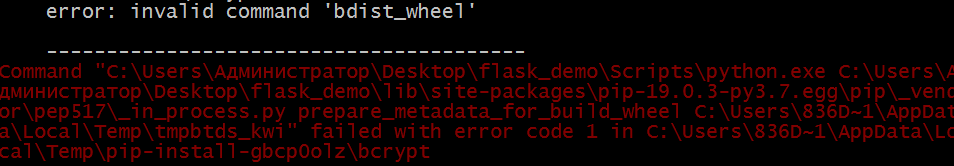 error: invalid command 'bdist_wheel'
----------------------------------------
Command "C:\Users\Администратор\Desktop\flask_demo\Scripts\python.exe C:\Users\А
дминистратор\Desktop\flask_demo\lib\site-packages\pip-19.0.3-py3.7.egg\pip\_vend
or\pep517\_in_process.py prepare_metadata_for_build_wheel C:\Users\836D~1\AppDat
a\Local\Temp\tmpbtds_kwi" failed with error code 1 in C:\Users\836D~1\AppData\Lo
cal\Temp\pip-install-gbcp0olz\bcrypt